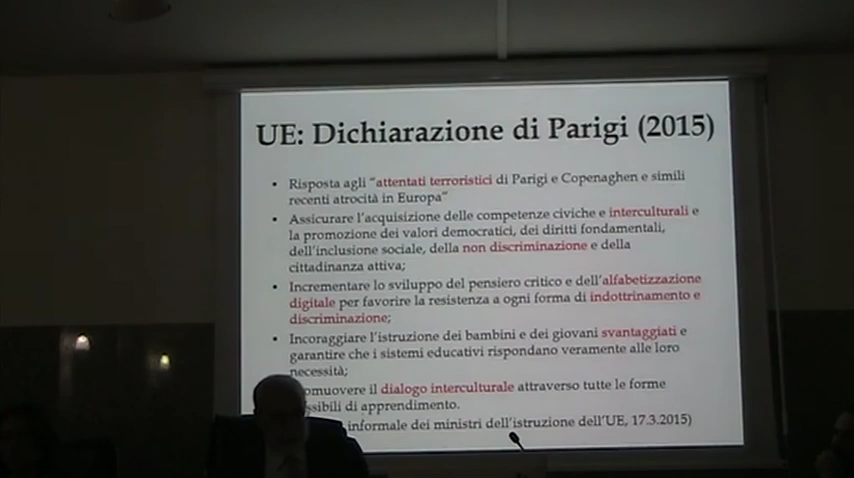 UE: Dichiarazione di Parigi (2015)
• Risposta agli “attentati terroristici di Parigi e Copenaghen e simili
recenti atrocità in Europa”
• Assicurare l’acquisizione delle competenze civiche e interculturali e
la promozione dei valori democratici, dei diritti fondamentali,
dell’inclusione sociale, della non discriminazione e della
cittadinanza attiva;
• Incrementare lo sviluppo del pensiero critico e dell’alfabetizzazione
digitale per favorire la resistenza a ogni forma di indottrinamento e
discriminazione;
• Incoraggiare l’istruzione dei bambini e dei giovani svantaggiati e
garantire che i sistemi educativi rispondano veramente alle loro
necessità;
omuovere il dialogo interculturale attraverso tutte le forme
ssibili di apprendimento.
informale dei ministri dell’istruzione dell’UE, 17.3.2015)